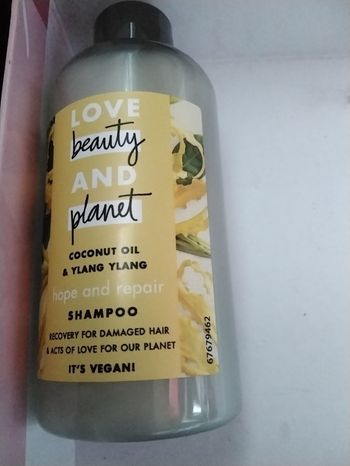 LOVE
beauty
AND
planet
COCONUT OIL
& YLANG YLANG
hope and repair
SHAMPOO
RECOVERY FOR DAMAGED HAIR
& ACTS OF LOVE FOR OUR PLANET
IT'S VEGAN!
67679462